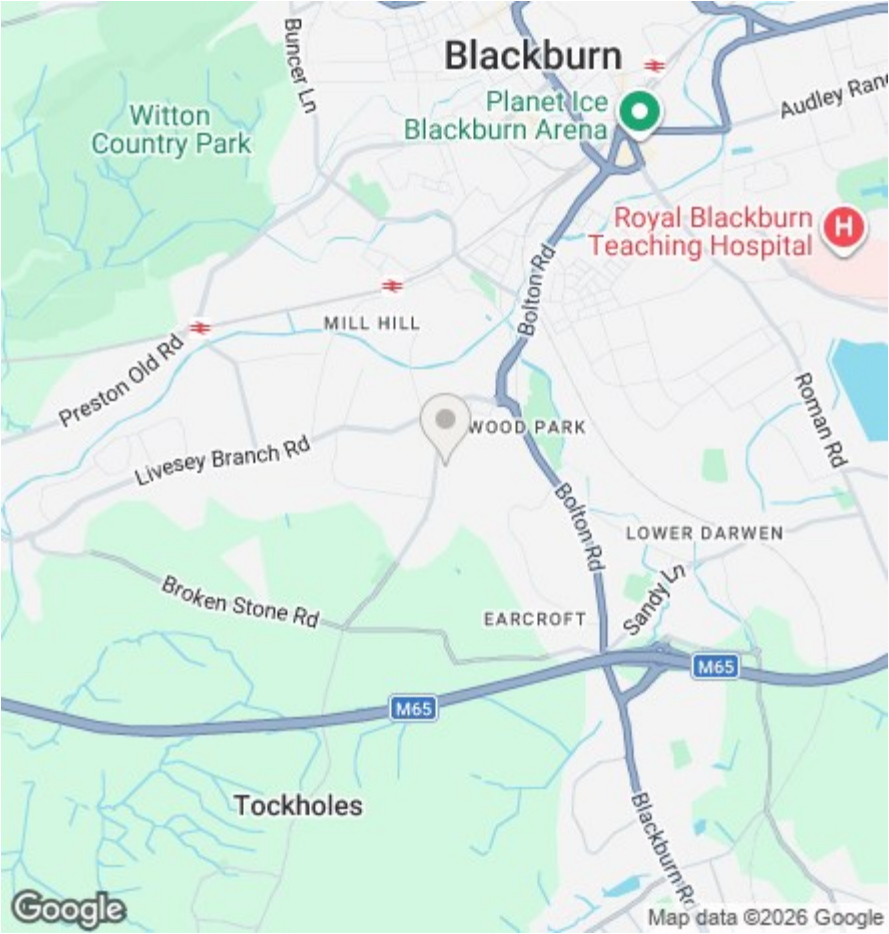 Buncer Ln
Blackburn
Planet Ice
Blackburn Arena
Audley Rang
Witton
Country Park
Royal Blackburn
Teaching Hospital
H
Bolton Rd
MILL HILL
Preston Old Rd
Roman Rd
WOOD PARK
Livesey Branch Rd
Bolton Rd
LOWER DARWEN
Sandy Ln
Broken Stone Rd
EARCROFT
M65
M65
Tockholes
Blackburn Rd
Google
Map data ©2026 Google